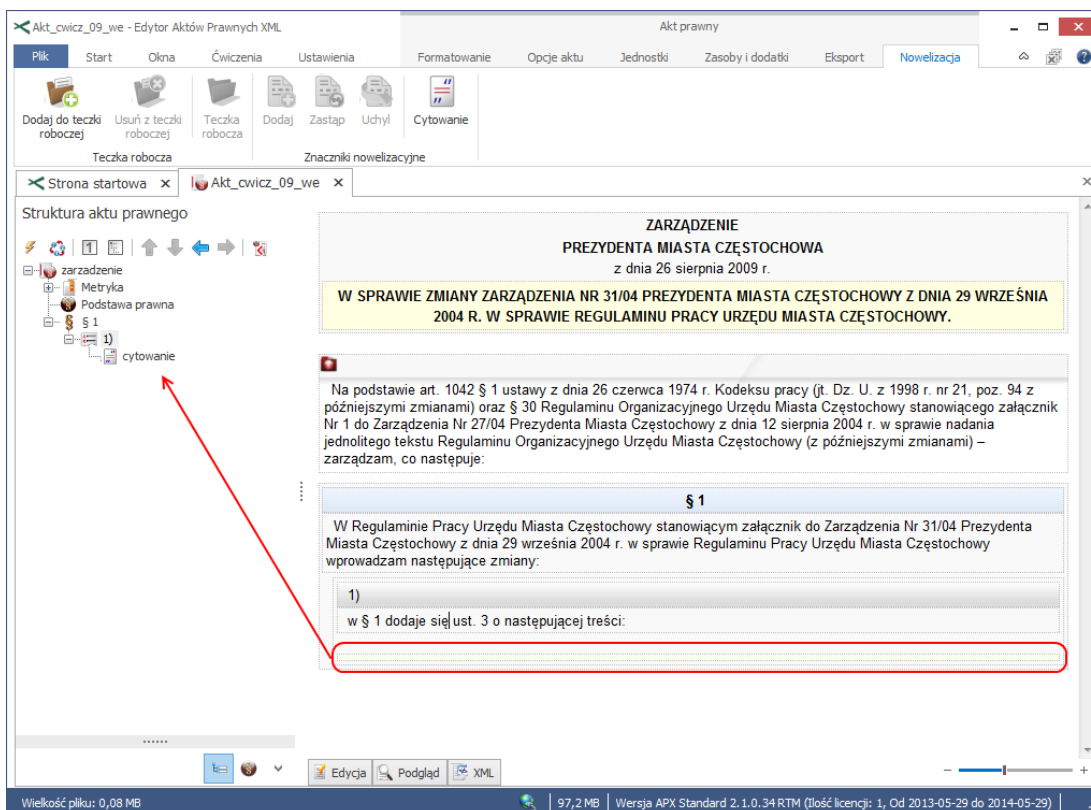 Akt_cwicz_09_we - Edytor Aktów Prawnych XML
Akt prawny
Plik Start Okna Ćwiczenia Ustawienia Formatowanie Opcje aktu Jednostki Zasoby i dodatki Eksport Nowelizacja
Dodaj do teczki roboczej
Usuń z teczki roboczej
Teczka robocza
Dodaj Zastąp Uchyl Cytowanie
Teczka robocza
Znaczniki nowelizacyjne
Strona startowa x Akt_cwicz_09_we x
Struktura aktu prawnego
zarzadzenie
Metryka
Podstawa prawna
§ 1
1)
cytowanie
ZARZĄDZENIE
PREZYDENTA MIASTA CZĘSTOCHOWA
z dnia 26 sierpnia 2009 r.
W SPRAWIE ZMIANY ZARZĄDZENIA NR 31/04 PREZYDENTA MIASTA CZĘSTOCHOWY Z DNIA 29 WRZEŚNIA
2004 R. W SPRAWIE REGULAMINU PRACY URZĘDU MIASTA CZĘSTOCHOWY.
Na podstawie art. 1042 § 1 ustawy z dnia 26 czerwca 1974 r. Kodeksu pracy (jt. Dz. U. z 1998 r. nr 21, poz. 94 z
późniejszymi zmianami) oraz § 30 Regulaminu Organizacyjnego Urzędu Miasta Częstochowy stanowiącego załącznik
Nr 1 do Zarządzenia Nr 27/04 Prezydenta Miasta Częstochowy z dnia 12 sierpnia 2004 r. w sprawie nadania
jednolitego tekstu Regulaminu Organizacyjnego Urzędu Miasta Częstochowy (z późniejszymi zmianami) –
zarządzam, co następuje:
§ 1
W Regulaminie Pracy Urzędu Miasta Częstochowy stanowiącym załącznik do Zarządzenia Nr 31/04 Prezydenta
Miasta Częstochowy z dnia 29 września 2004 r. w sprawie Regulaminu Pracy Urzędu Miasta Częstochowy
wprowadzam następujące zmiany:
1)
w § 1 dodaje się ust. 3 o następującej treści:
Edycja Podgląd XML
Wielkość pliku: 0,08 MB
97,2 MB Wersja APX Standard 2.1.0.34 RTM (Ilość licencji: 1, Od 2013-05-29 do 2014-05-29)